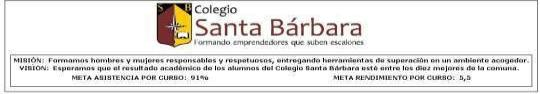 S B
Colegio
Santa Bárbara
Formando emprendedores que suben escalones
MISIÓN: Formamos hombres y mujeres responsables y respetuosos, entregando herramientas de superación en un ambiente acogedor.
VISION: Esperamos que el resultado académico de los alumnos del Colegio Santa Bárbara esté entre los diez mejores de la comuna.
META ASISTENCIA POR CURSO: 91% META RENDIMIENTO POR CURSO: 5,5